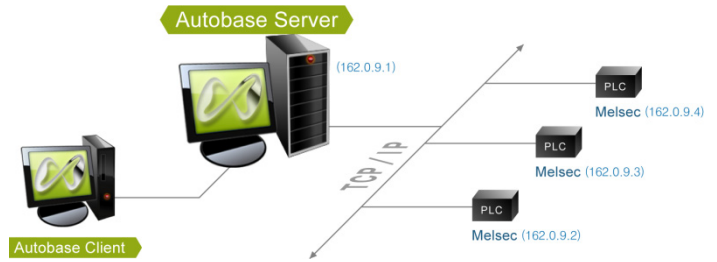 Autobase Server
(162.0.9.1)
PLC
Melsec (162.0.9.4)
PLC
Melsec (162.0.9.3)
TCP / IP
PLC
Melsec (162.0.9.2)
Autobase Client